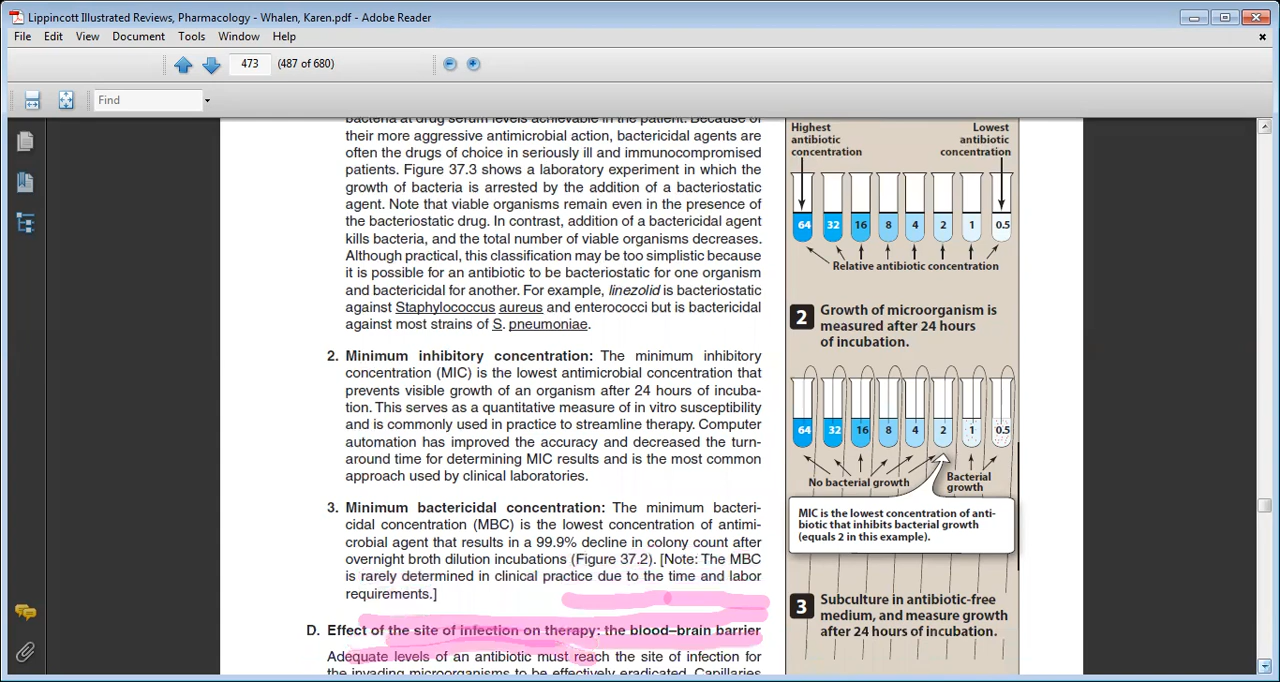 Lippincott Illustrated Reviews, Pharmacology - Whalen, Karen.pdf - Adobe Reader
File Edit View Document Tools Window Help
473 (487 of 680)
Find
bacteria at drug serum levels achievable in the patient. Because of
their more aggressive antimicrobial action, bactericidal agents are
often the drugs of choice in seriously ill and immunocompromised
patients. Figure 37.3 shows a laboratory experiment in which the
growth of bacteria is arrested by the addition of a bacteriostatic
agent. Note that viable organisms remain even in the presence of
the bacteriostatic drug. In contrast, addition of a bactericidal agent
kills bacteria, and the total number of viable organisms decreases.
Although practical, this classification may be too simplistic because
it is possible for an antibiotic to be bacteriostatic for one organism
and bactericidal for another. For example, linezolid is bacteriostatic
against Staphylococcus aureus and enterococci but is bactericidal
against most strains of S. pneumoniae.
2. Minimum inhibitory concentration: The minimum inhibitory
concentration (MIC) is the lowest antimicrobial concentration that
prevents visible growth of an organism after 24 hours of incuba-
tion. This serves as a quantitative measure of in vitro susceptibility
and is commonly used in practice to streamline therapy. Computer
automation has improved the accuracy and decreased the turn-
around time for determining MIC results and is the most common
approach used by clinical laboratories.
3. Minimum bactericidal concentration: The minimum bacteri-
cidal concentration (MBC) is the lowest concentration of antimi-
crobial agent that results in a 99.9% decline in colony count after
overnight broth dilution incubations (Figure 37.2). [Note: The MBC
is rarely determined in clinical practice due to the time and labor
requirements.]
D. Effect of the site of infection on therapy: the blood–brain barrier
Adequate levels of an antibiotic must reach the site of infection for
the invading microorganisms to be effectively eradicated. Capillaries
Highest
antibiotic
concentration
Lowest
antibiotic
concentration
64 32 16 8 4 2 1 0.5
Relative antibiotic concentration
2 Growth of microorganism is
measured after 24 hours
of incubation.
64 32 16 8 4 2 1 0.5
No bacterial growth
Bacterial
growth
MIC is the lowest concentration of anti-
biotic that inhibits bacterial growth
(equals 2 in this example).
3 Subculture in antibiotic-free
medium, and measure growth
after 24 hours of incubation.